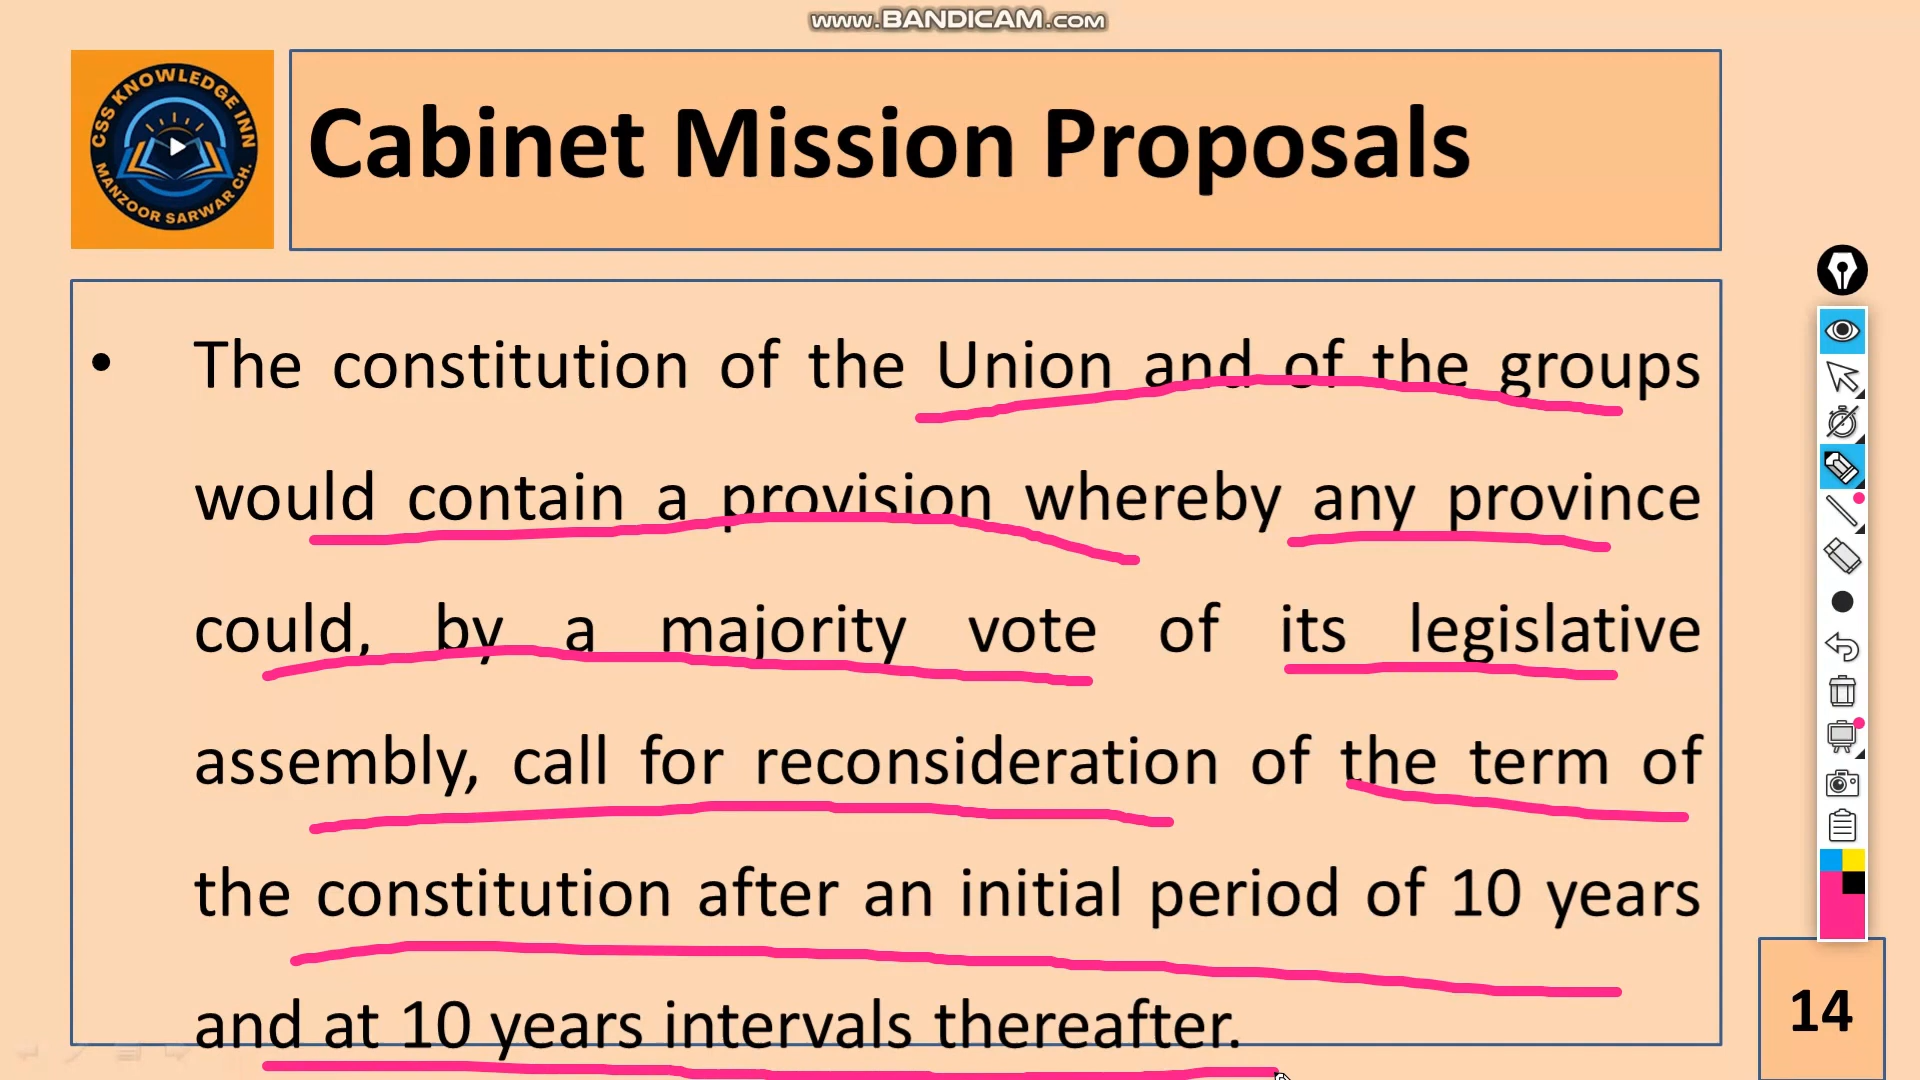 www.BANDICAM.com
CSS KNOWLEDGE INN
MANZOOR SARWAR CH.
Cabinet Mission Proposals
• The constitution of the Union and of the groups
would contain a provision whereby any province
could, by a majority vote of its legislative
assembly, call for reconsideration of the term of
the constitution after an initial period of 10 years
and at 10 years intervals thereafter.
14